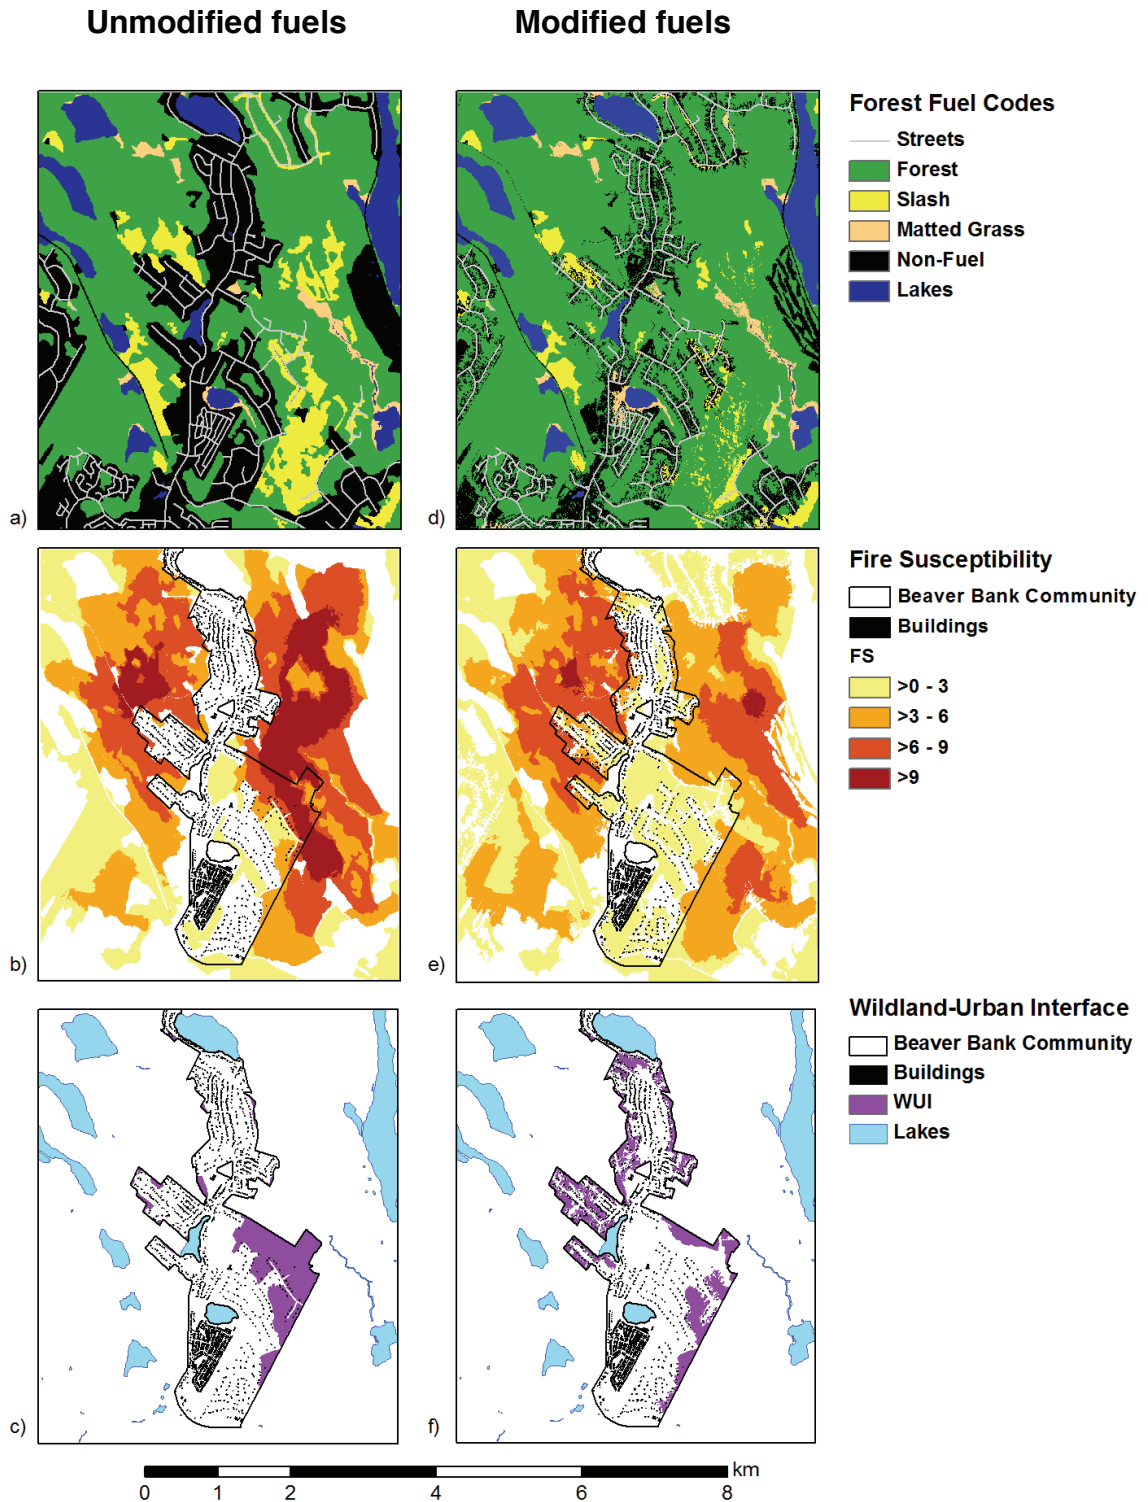 Unmodified fuels
Modified fuels
a)
d)
Forest Fuel Codes
Streets
Forest
Slash
Matted Grass
Non-Fuel
Lakes
b)
e)
Fire Susceptibility
Beaver Bank Community
Buildings
FS
>0 - 3
>3 - 6
>6 - 9
>9
c)
f)
Wildland-Urban Interface
Beaver Bank Community
Buildings
WUI
Lakes
km
0 1 2 4 6 8